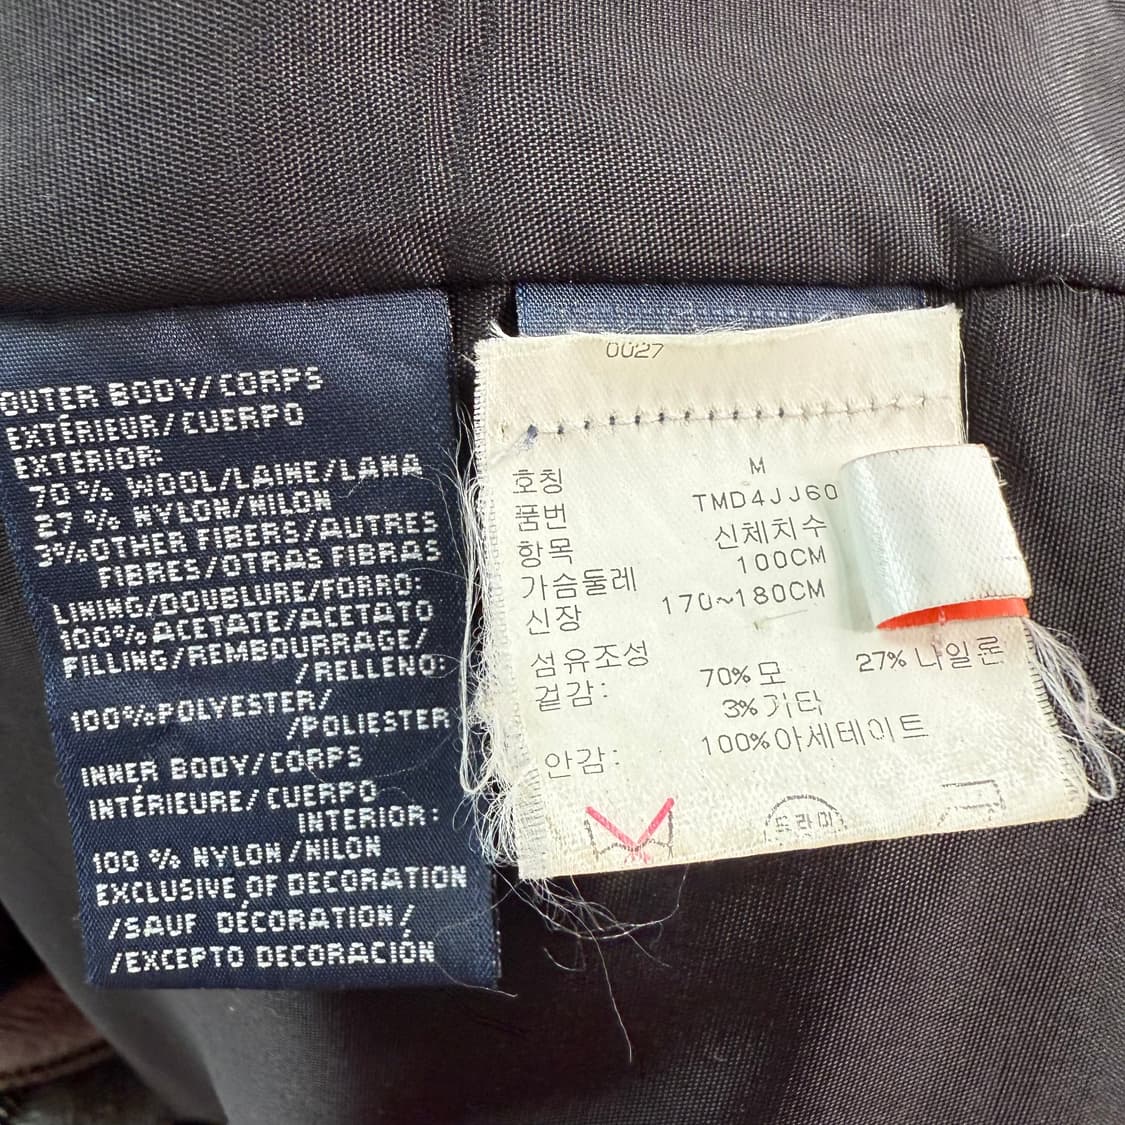 OUTER BODY/CORPS
EXTÉRIEUR/CUERPO
EXTERIOR:
70% WOOL/LAINE/LANA
27% NYLON/NILON
3%OTHER FIBERS/AUTRES
FIBRES/OTRAS FIBRAS
LINING/DOUBLURE/FORRO:
100%ACETATE/ACETATO
FILLING/REMBOURRAGE/
/RELLENO:
100%POLYESTER/
/POLIESTER
INNER BODY/CORPS
INTÉRIEURE/CUERPO
INTERIOR:
100 % NYLON/NILON
EXCLUSIVE OF DECORATION
/SAUF DÉCORATION/
/EXCEPTO DECORACIÓN
0027
호칭 M
품번 TMD4JJ60
항목 신체치수
가슴둘레 100CM
신장 170~180CM
섬유조성
겉감: 70%모 27%나일론
3%기타
안감: 100%아세테이트
드라이